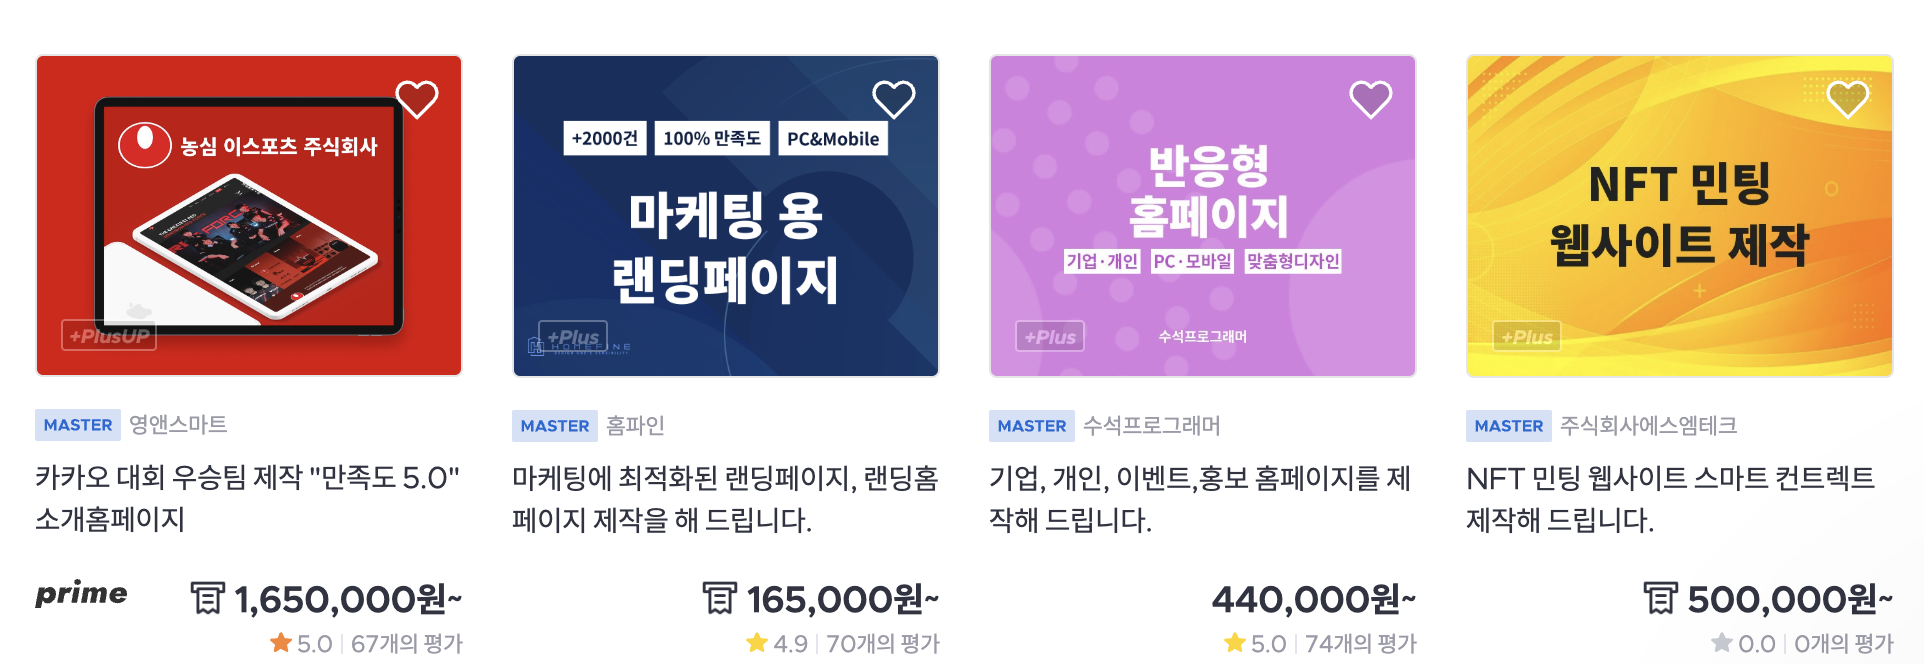 농심 이스포츠 주식회사
FORC
+PlusUP
MASTER 영앤스마트
카카오 대회 우승팀 제작 "만족도 5.0"
소개홈페이지
prime 1,650,000원~
5.0 | 67개의 평가
+2000건 100% 만족도 PC&Mobile
마케팅 용
랜딩페이지
+Plus
HOMEFINE
MASTER 홈파인
마케팅에 최적화된 랜딩페이지, 랜딩홈
페이지 제작을 해 드립니다.
165,000원~
4.9 | 70개의 평가
반응형
홈페이지
기업·개인 PC·모바일 맞춤형디자인
+Plus
수석프로그래머
MASTER 수석프로그래머
기업, 개인, 이벤트,홍보 홈페이지를 제
작해 드립니다.
440,000원~
5.0 | 74개의 평가
NFT 민팅
웹사이트 제작
+Plus
MASTER 주식회사에스엠테크
NFT 민팅 웹사이트 스마트 컨트렉트
제작해 드립니다.
500,000원~
0.0 | 0개의 평가